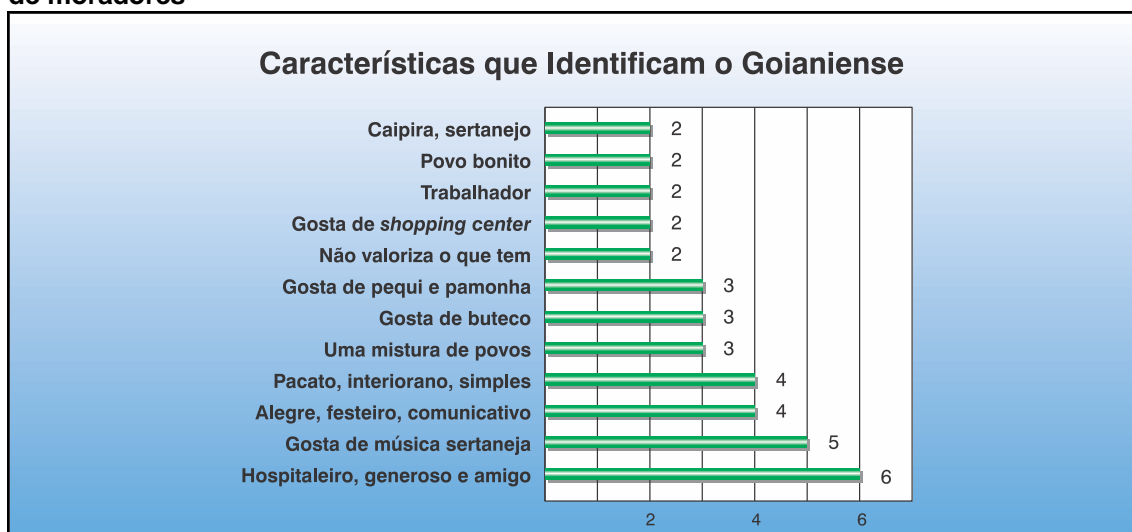 de moradores
Características que Identificam o Goianiense
Caipira, sertanejo 2
Povo bonito 2
Trabalhador 2
Gosta de shopping center 2
Não valoriza o que tem 2
Gosta de pequi e pamonha 3
Gosta de buteco 3
Uma mistura de povos 3
Pacato, interiorano, simples 4
Alegre, festeiro, comunicativo 4
Gosta de música sertaneja 5
Hospitaleiro, generoso e amigo 6
2 4 6